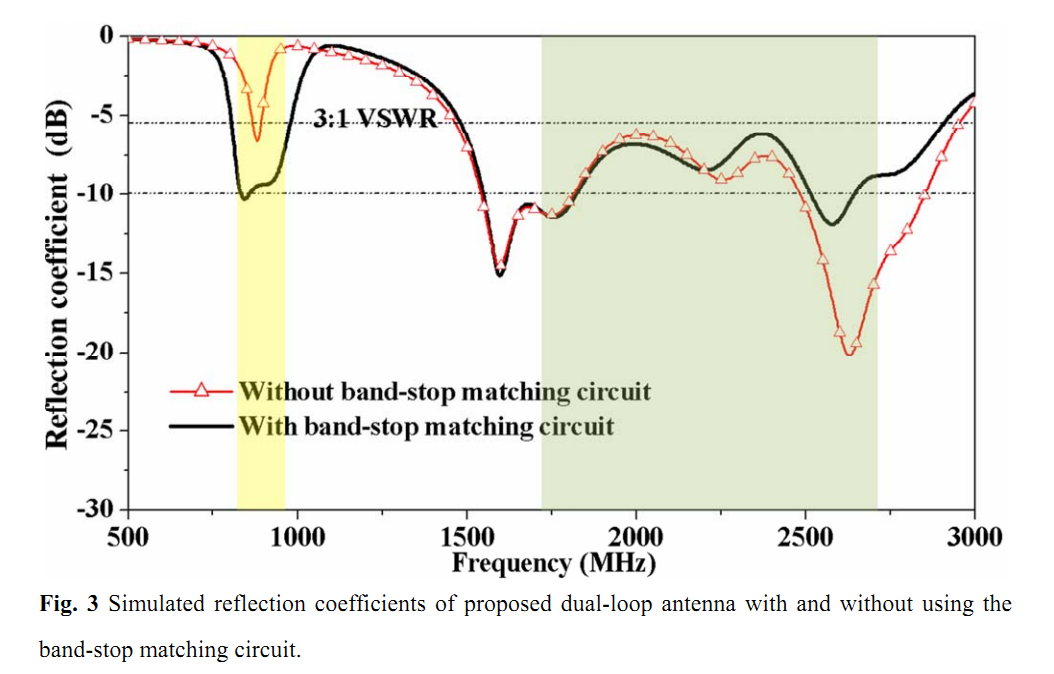 0
-5
-10
-15
-20
-25
-30
Reflection coefficient (dB)
3:1 VSWR
Without band-stop matching circuit
With band-stop matching circuit
500 1000 1500 2000 2500 3000
Frequency (MHz)
Fig. 3 Simulated reflection coefficients of proposed dual-loop antenna with and without using the
band-stop matching circuit.